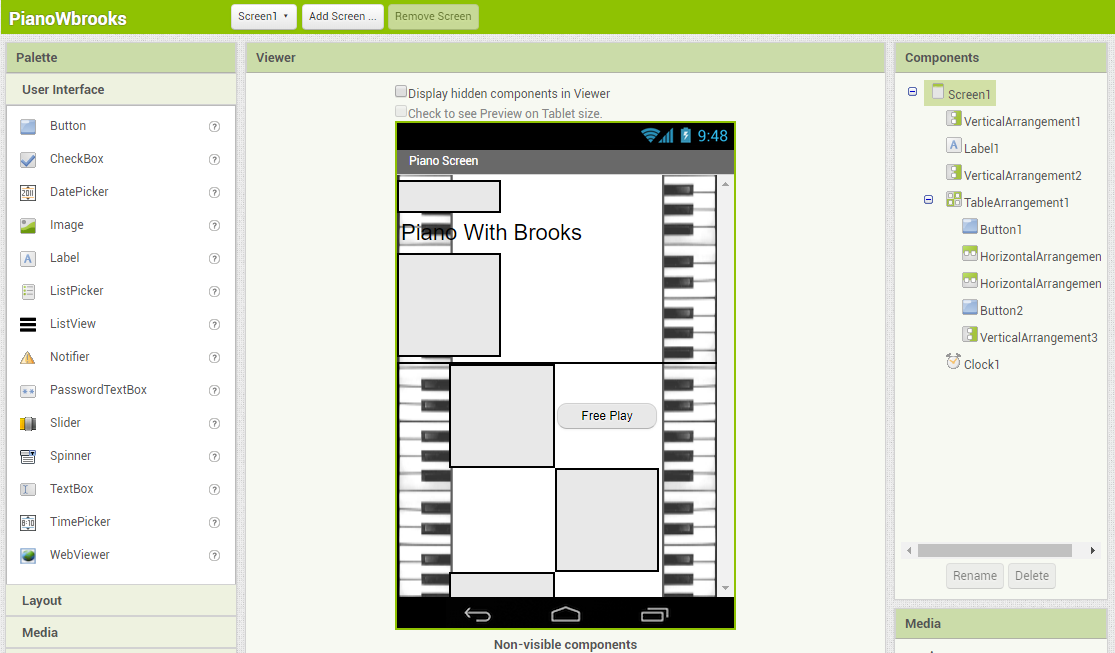 PianoWbrooks
Screen1
Add Screen ...
Remove Screen
Palette
User Interface
Button
CheckBox
DatePicker
Image
Label
ListPicker
ListView
Notifier
PasswordTextBox
Slider
Spinner
TextBox
TimePicker
WebViewer
Layout
Media
Viewer
Display hidden components in Viewer
Check to see Preview on Tablet size.
9:48
Piano Screen
Piano With Brooks
Free Play
Non-visible components
Components
Screen1
VerticalArrangement1
A Label1
VerticalArrangement2
TableArrangement1
Button1
HorizontalArrangemen
HorizontalArrangemen
Button2
VerticalArrangement3
Clock1
Rename
Delete
Media